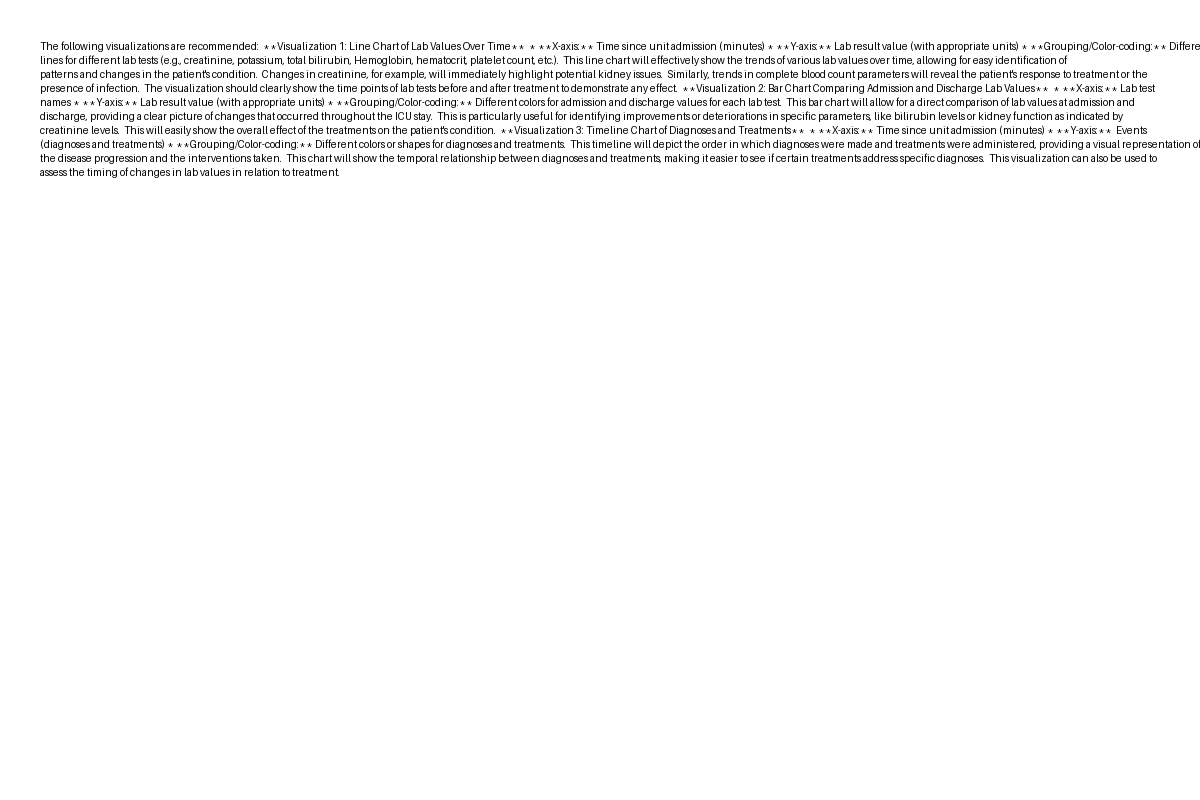 The following visualizations are recommended:  **Visualization 1: Line Chart of Lab Values Over Time**  * **X-axis:** Time since unit admission (minutes) * **Y-axis:** Lab result value (with appropriate units) * **Grouping/Color-coding:** Differe
lines for different lab tests (e.g., creatinine, potassium, total bilirubin, Hemoglobin, hematocrit, platelet count, etc.).  This line chart will effectively show the trends of various lab values over time, allowing for easy identification of
patterns and changes in the patient's condition.  Changes in creatinine, for example, will immediately highlight potential kidney issues.  Similarly, trends in complete blood count parameters will reveal the patient's response to treatment or the
presence of infection.  The visualization should clearly show the time points of lab tests before and after treatment to demonstrate any effect.  **Visualization 2: Bar Chart Comparing Admission and Discharge Lab Values**  * **X-axis:** Lab test
names * **Y-axis:** Lab result value (with appropriate units) * **Grouping/Color-coding:** Different colors for admission and discharge values for each lab test.  This bar chart will allow for a direct comparison of lab values at admission and
discharge, providing a clear picture of changes that occurred throughout the ICU stay.  This is particularly useful for identifying improvements or deteriorations in specific parameters, like bilirubin levels or kidney function as indicated by
creatinine levels.  This will easily show the overall effect of the treatments on the patient's condition.  **Visualization 3: Timeline Chart of Diagnoses and Treatments**  * **X-axis:** Time since unit admission (minutes) * **Y-axis:**  Events
(diagnoses and treatments) * **Grouping/Color-coding:** Different colors or shapes for diagnoses and treatments.  This timeline will depict the order in which diagnoses were made and treatments were administered, providing a visual representation of
the disease progression and the interventions taken.  This chart will show the temporal relationship between diagnoses and treatments, making it easier to see if certain treatments address specific diagnoses.  This visualization can also be used to
assess the timing of changes in lab values in relation to treatment.